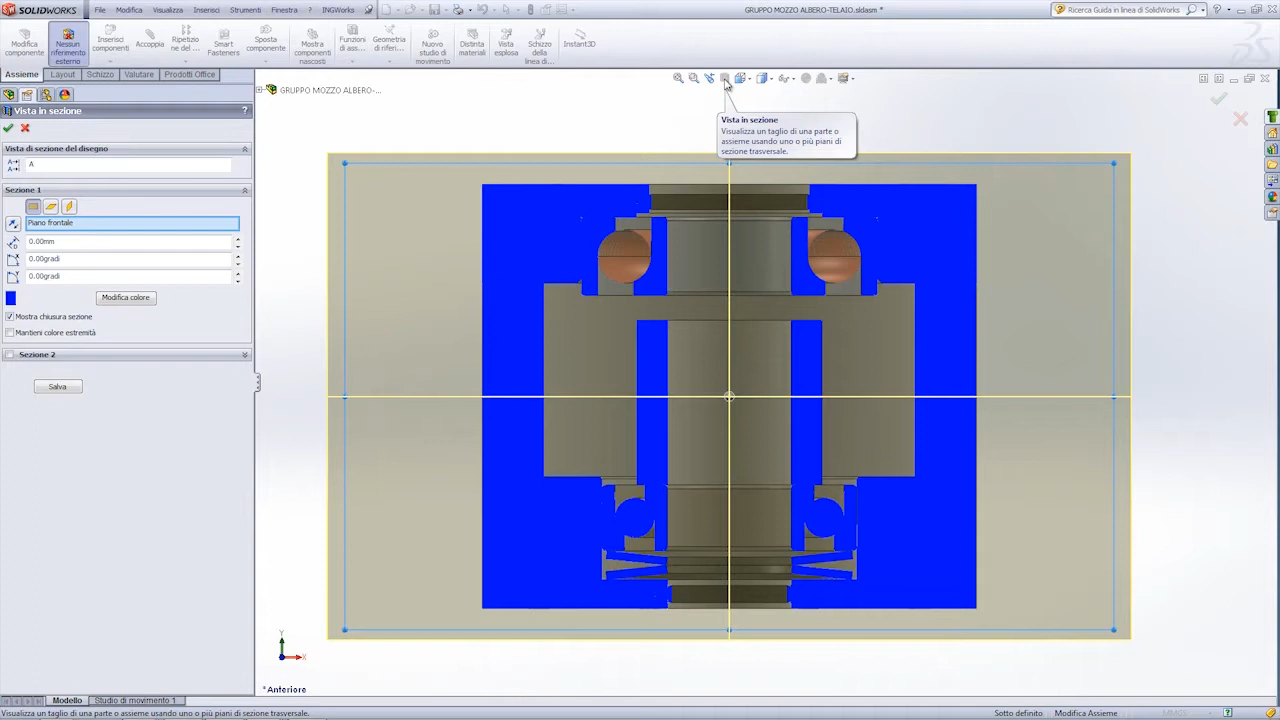 SOLIDWORKS
File Modifica Visualizza Inserisci Strumenti Finestra INGWorks
GRUPPO MOZZO ALBERO-TELAIO.sldasm *
Ricerca Guida in linea di SolidWorks
Modifica componente
Nessun riferimento esterno
Inserisci componenti
Accoppia
Ripetizione del ...
Smart Fasteners
Sposta componente
Mostra componenti nascosti
Funzioni di ass...
Geometria di riferi...
Nuovo studio di movimento
Distinta materiali
Vista esplosa
Schizzo della linea di...
Instant3D
Assieme Layout Schizzo Valutare Prodotti Office
Vista in sezione
?
Vista di sezione del disegno
A
Sezione 1
Piano frontale
0.00mm
0.00gradi
0.00gradi
Modifica colore
Mostra chiusura sezione
Mantieni colore estremità
Sezione 2
Salva
GRUPPO MOZZO ALBERO-...
Vista in sezione
Visualizza un taglio di una parte o
assieme usando uno o più piani di
sezione trasversale.
Y
X
*Anteriore
Modello Studio di movimento 1
Visualizza un taglio di una parte o assieme usando uno o più piani di sezione trasversale.
Sotto definito Modifica Assieme MMGS